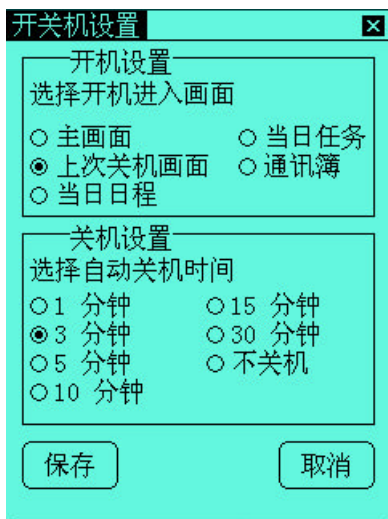 开关机设置
开机设置
选择开机进入画面
主画面 当日任务
上次关机画面 通讯簿
当日日程
关机设置
选择自动关机时间
1 分钟 15 分钟
3 分钟 30 分钟
5 分钟 不关机
10 分钟
保存 取消